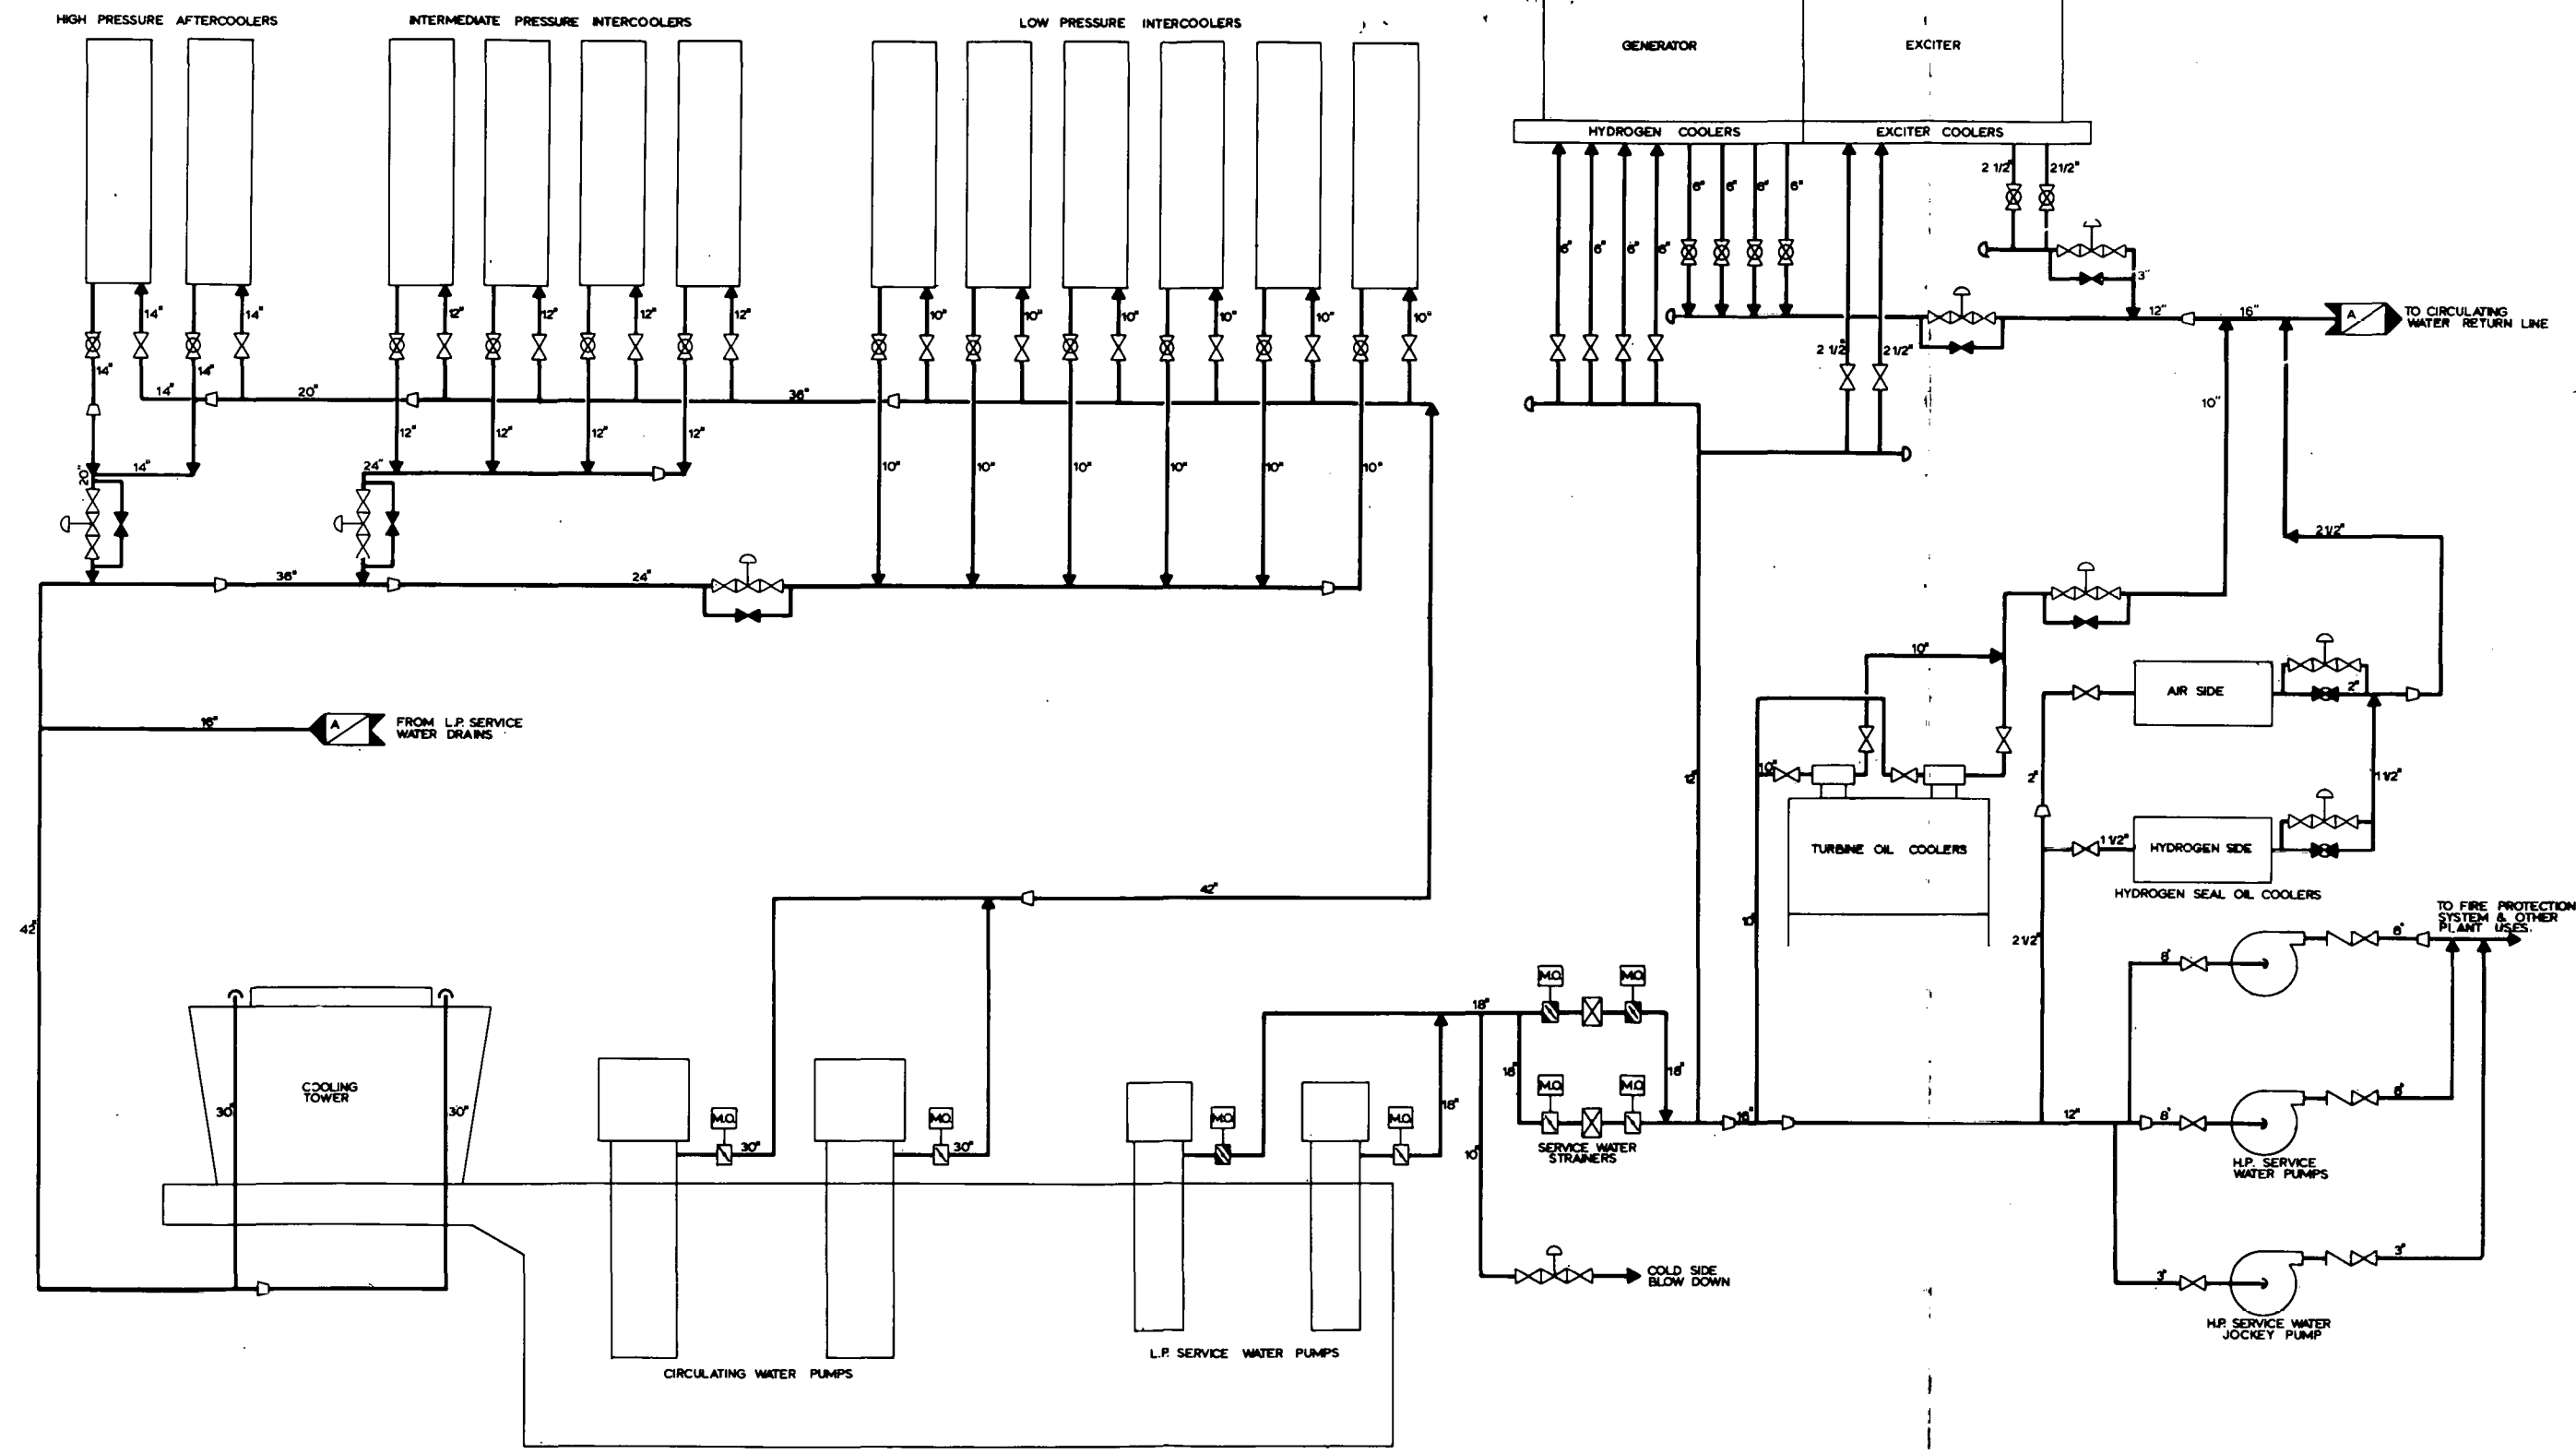 HIGH PRESSURE AFTERCOOLERS
INTERMEDIATE PRESSURE INTERCOOLERS
LOW PRESSURE INTERCOOLERS
GENERATOR
EXCITER
HYDROGEN COOLERS
EXCITER COOLERS
2 1/2"
2 1/2"
6"
6"
6"
6"
6"
6"
6"
6"
3"
14"
14"
12"
12"
12"
12"
10"
10"
10"
10"
10"
10"
12"
16"
A
TO CIRCULATING
WATER RETURN LINE
2 1/2"
2 1/2"
14"
14"
14"
20"
36"
10"
12"
12"
12"
12"
20"
14"
24"
10"
10"
10"
10"
10"
10"
2 1/2"
36"
24"
10"
AIR SIDE
2"
16"
A
FROM L.P. SERVICE
WATER DRAINS
12"
10"
2"
1 1/2"
TURBINE OIL COOLERS
1 1/2"
HYDROGEN SIDE
HYDROGEN SEAL OIL COOLERS
42"
42"
10"
2 1/2"
TO FIRE PROTECTION
SYSTEM & OTHER
PLANT USES.
6"
8"
M.O.
M.O.
18"
COOLING
TOWER
30"
30"
18"
18"
M.O.
M.O.
M.O.
M.O.
M.O.
M.O.
30"
30"
18"
16"
12"
8"
6"
10"
SERVICE WATER
STRAINERS
H.P. SERVICE
WATER PUMPS
COLD SIDE
BLOW DOWN
3"
3"
H.P. SERVICE WATER
JOCKEY PUMP
L.P. SERVICE WATER PUMPS
CIRCULATING WATER PUMPS